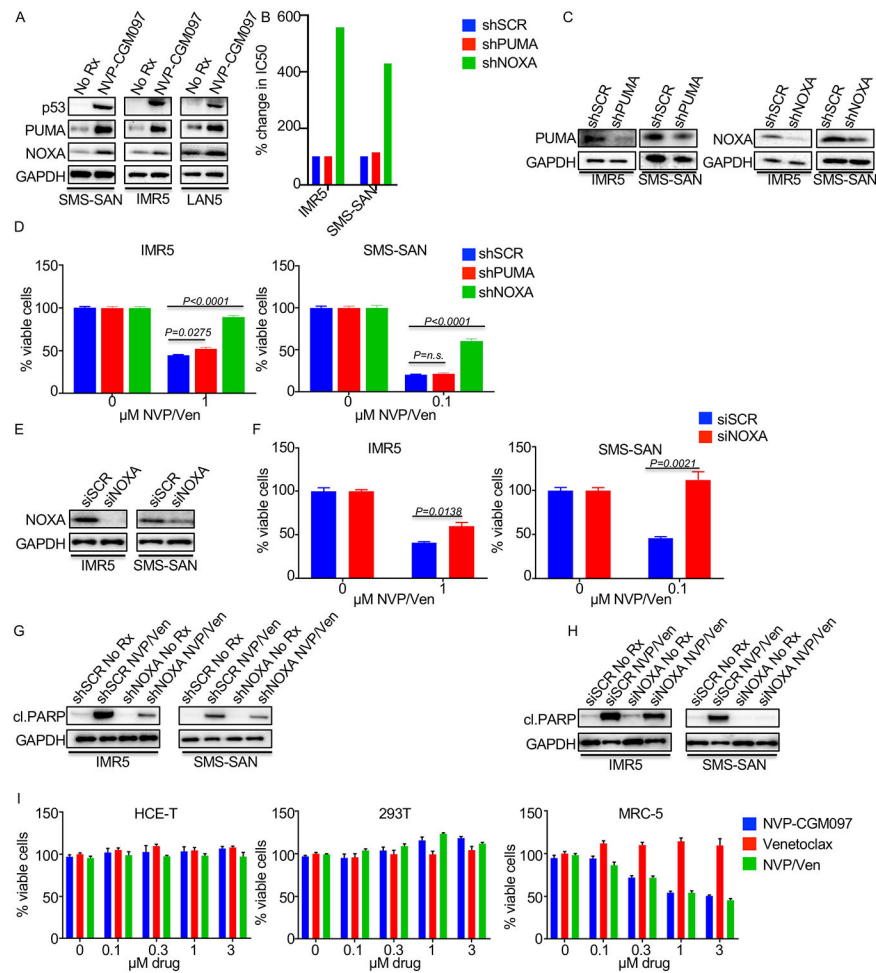 A
No Rx
NVP-CGM097
No Rx
NVP-CGM097
No Rx
NVP-CGM097
p53
PUMA
NOXA
GAPDH
SMS-SAN
IMR5
LAN5
B
% change in IC50
600
400
200
0
IMR5
SMS-SAN
shSCR
shPUMA
shNOXA
C
shSCR
shPUMA
shSCR
shPUMA
PUMA
GAPDH
IMR5
SMS-SAN
shSCR
shNOXA
shSCR
shNOXA
NOXA
GAPDH
IMR5
SMS-SAN
D
IMR5
% viable cells
150
100
50
0
P<0.0001
P=0.0275
0
1
µM NVP/Ven
SMS-SAN
% viable cells
150
100
50
0
P<0.0001
P=n.s.
0
0.1
µM NVP/Ven
shSCR
shPUMA
shNOXA
E
siSCR
siNOXA
siSCR
siNOXA
NOXA
GAPDH
IMR5
SMS-SAN
F
IMR5
% viable cells
150
100
50
0
P=0.0138
0
1
µM NVP/Ven
SMS-SAN
% viable cells
150
100
50
0
P=0.0021
0
0.1
µM NVP/Ven
siSCR
siNOXA
G
shSCR No Rx
shSCR NVP/Ven
shNOXA No Rx
shNOXA NVP/Ven
shSCR No Rx
shSCR NVP/Ven
shNOXA No Rx
shNOXA NVP/Ven
cl.PARP
GAPDH
IMR5
SMS-SAN
H
siSCR No Rx
siSCR NVP/Ven
siNOXA No Rx
siNOXA NVP/Ven
siSCR No Rx
siSCR NVP/Ven
siNOXA No Rx
siNOXA NVP/Ven
cl.PARP
GAPDH
IMR5
SMS-SAN
I
HCE-T
% viable cells
150
100
50
0
0
0.1
0.3
1
3
µM drug
293T
% viable cells
150
100
50
0
0
0.1
0.3
1
3
µM drug
MRC-5
% viable cells
150
100
50
0
0
0.1
0.3
1
3
µM drug
NVP-CGM097
Venetoclax
NVP/Ven